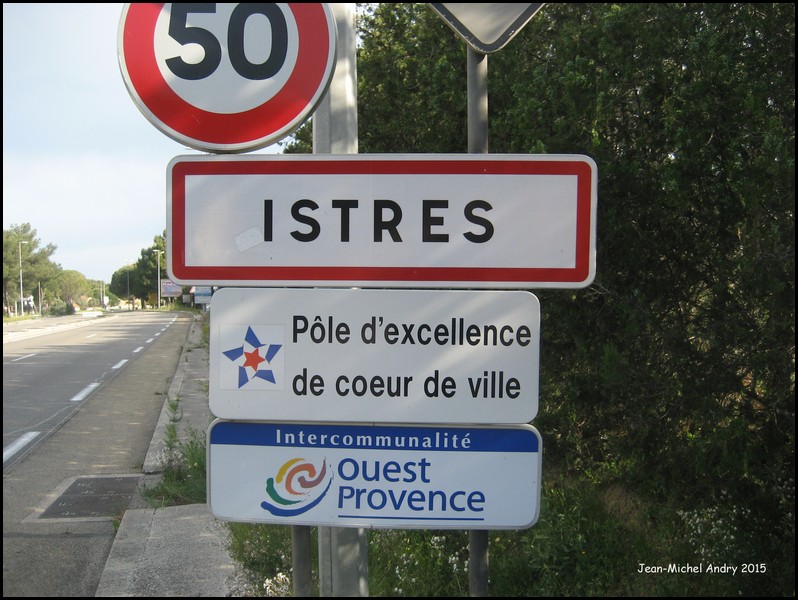 50
ISTRES
Pôle d'excellence
de coeur de ville
Intercommunalité
ouest
Provence
Jean-Michel Andry 2015